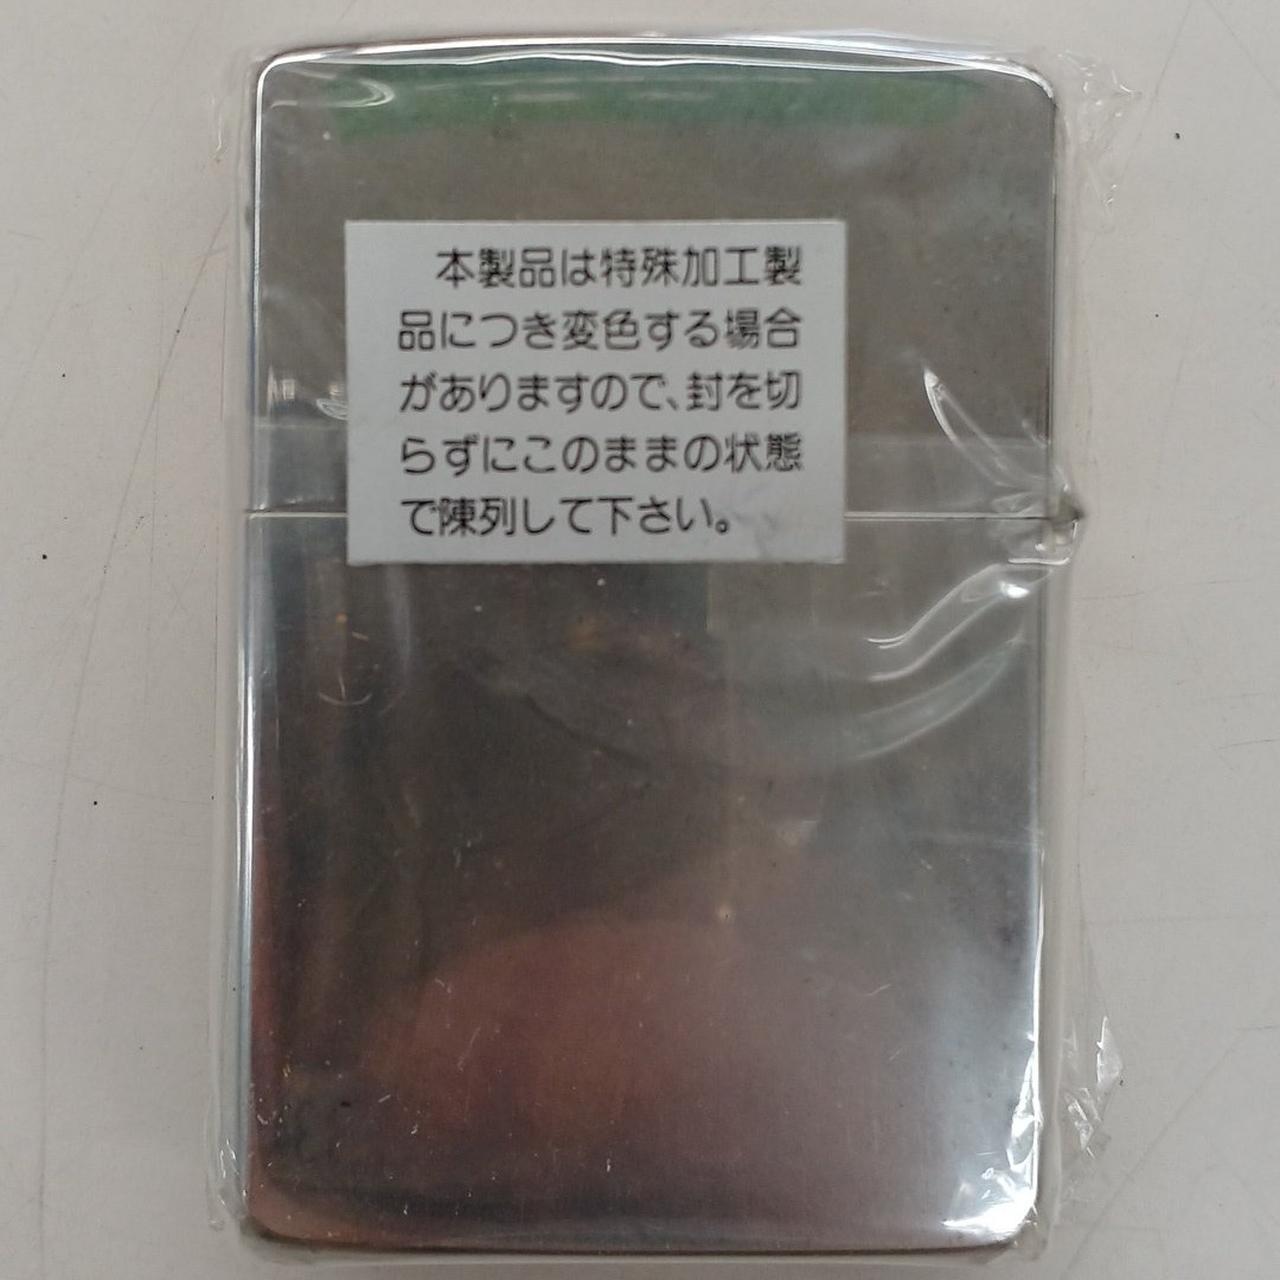 本製品は特殊加工製
品につき変色する場合
がありますので、封を切
らずにこのままの状態
で陳列して下さい。